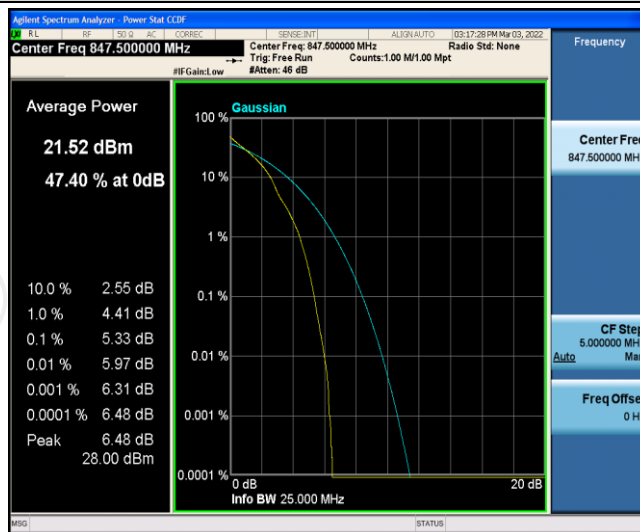 Agilent Spectrum Analyzer - Power Stat CCDF
RL RF 50 Ω AC CORREC SENSE:INT ALIGN AUTO 03:17:28 PM Mar 03, 2022
Center Freq 847.500000 MHz
Center Freq: 847.500000 MHz Radio Std: None
Trig: Free Run Counts:1.00 M/1.00 Mpt
#IFGain:Low #Atten: 46 dB
Frequency
Average Power
21.52 dBm
47.40 % at 0dB
10.0 % 2.55 dB
1.0 % 4.41 dB
0.1 % 5.33 dB
0.01 % 5.97 dB
0.001 % 6.31 dB
0.0001 % 6.48 dB
Peak 6.48 dB
28.00 dBm
Gaussian
100 %
10 %
1 %
0.1 %
0.01 %
0.001 %
0.0001 %
0 dB 20 dB
Info BW 25.000 MHz
Center Fre
847.500000 MH
CF Step
5.000000 MH
Auto Ma
Freq Offse
0 H
MSG STATUS